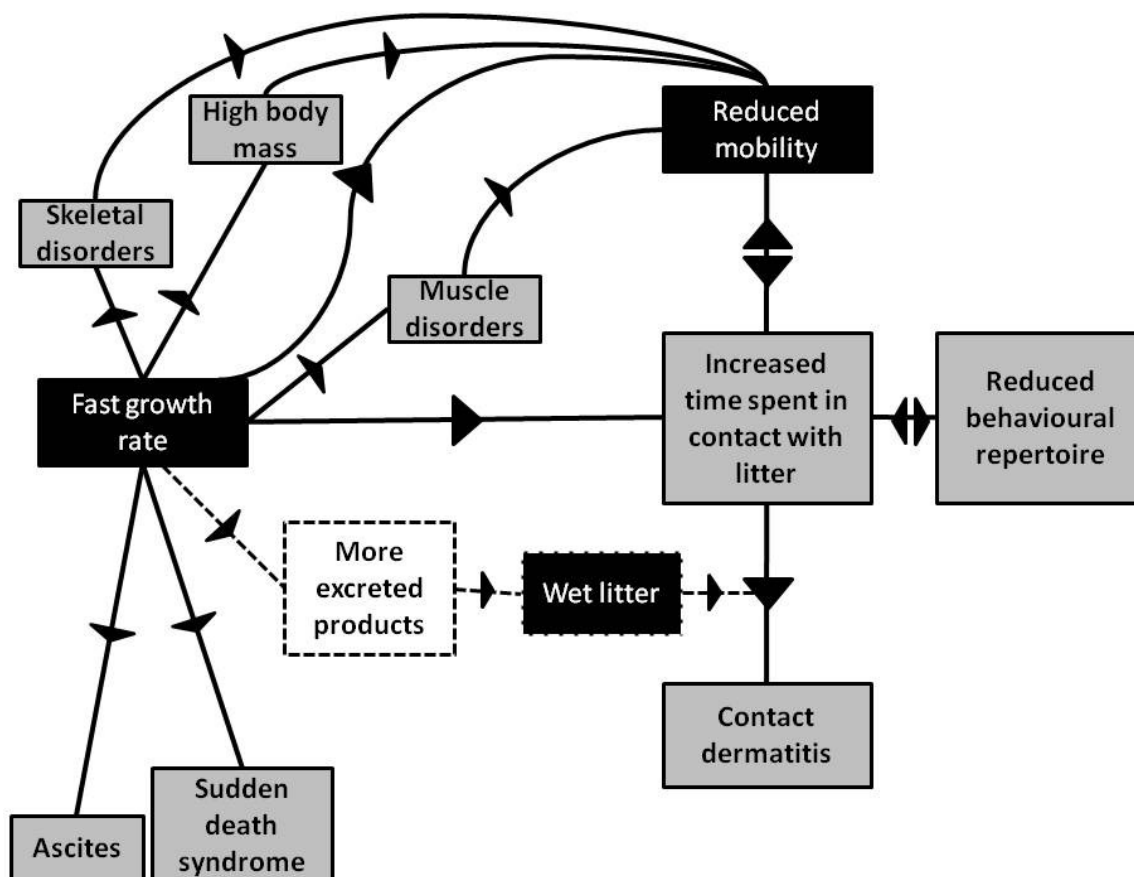 High body
mass
Reduced
mobility
Skeletal
disorders
Muscle
disorders
Increased
time spent in
contact with
litter
Reduced
behavioural
repertoire
Fast growth
rate
More
excreted
products
Wet litter
Contact
dermatitis
Ascites
Sudden
death
syndrome